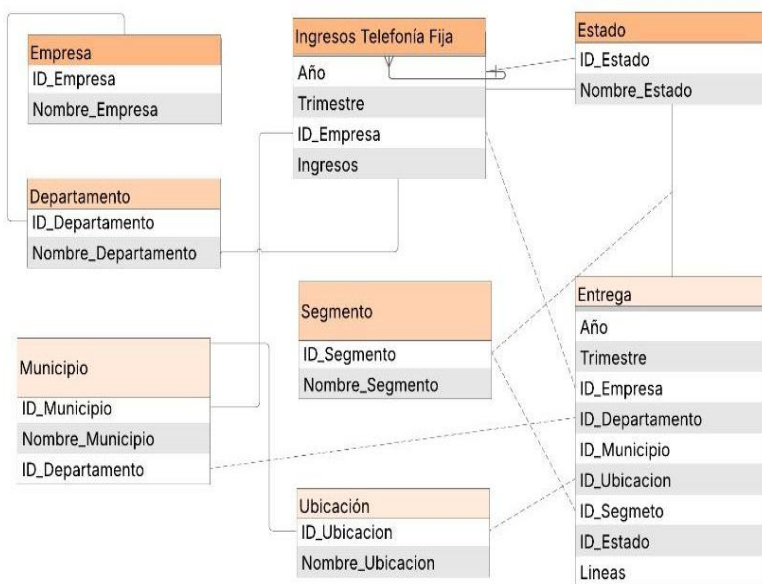 Empresa
ID_Empresa
Nombre_Empresa
Ingresos Telefonía Fija
Año
Trimestre
ID_Empresa
Ingresos
Estado
ID_Estado
Nombre_Estado
Departamento
ID_Departamento
Nombre_Departamento
Segmento
ID_Segmento
Nombre_Segmento
Entrega
Año
Trimestre
ID_Empresa
ID_Departamento
ID_Municipio
ID_Ubicacion
ID_Segmeto
ID_Estado
Lineas
Municipio
ID_Municipio
Nombre_Municipio
ID_Departamento
Ubicación
ID_Ubicacion
Nombre_Ubicacion